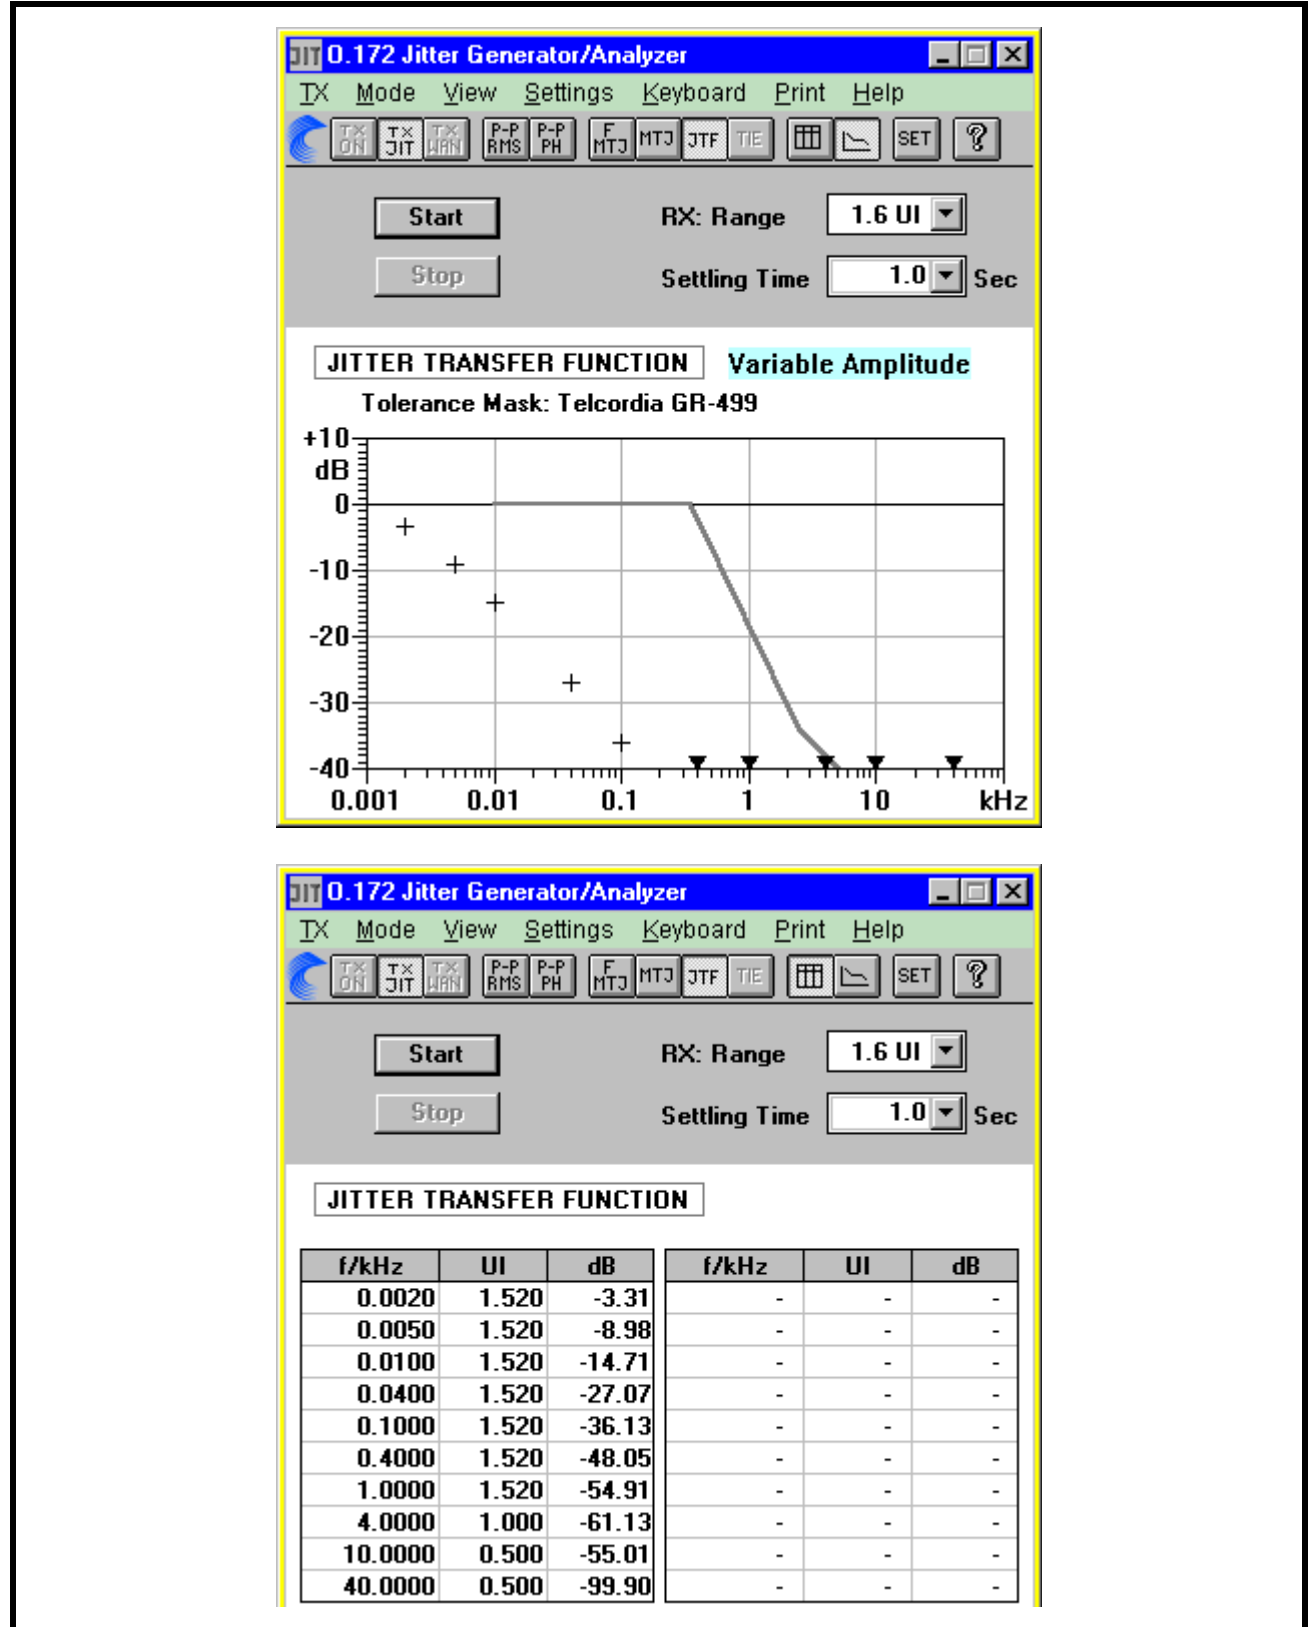 JIT O.172 Jitter Generator/Analyzer
TX Mode View Settings Keyboard Print Help
TX ON TX JIT TX WAN P-P RMS P-P PH F MTJ MTJ JTF TIE SET ?
Start RX: Range 1.6 UI
Stop Settling Time 1.0 Sec
JITTER TRANSFER FUNCTION Variable Amplitude
Tolerance Mask: Telcordia GR-499
+10
dB
0
-10
-20
-30
-40
0.001 0.01 0.1 1 10 kHz
JIT O.172 Jitter Generator/Analyzer
TX Mode View Settings Keyboard Print Help
TX ON TX JIT TX WAN P-P RMS P-P PH F MTJ MTJ JTF TIE SET ?
Start RX: Range 1.6 UI
Stop Settling Time 1.0 Sec
JITTER TRANSFER FUNCTION
f/kHz UI dB f/kHz UI dB
0.0020 1.520 -3.31 - - -
0.0050 1.520 -8.98 - - -
0.0100 1.520 -14.71 - - -
0.0400 1.520 -27.07 - - -
0.1000 1.520 -36.13 - - -
0.4000 1.520 -48.05 - - -
1.0000 1.520 -54.91 - - -
4.0000 1.000 -61.13 - - -
10.0000 0.500 -55.01 - - -
40.0000 0.500 -99.90 - - -